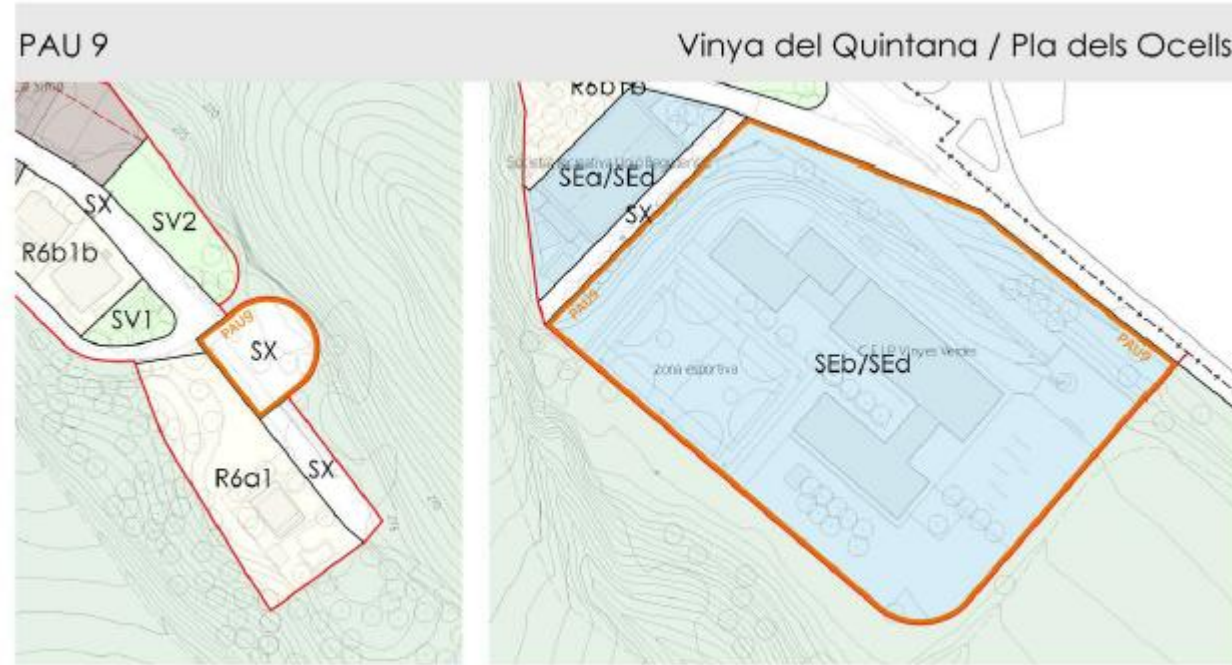 PAU 9
Vinya del Quintana / Pla dels Ocells
SX
SV2
R6b1b
SV1
PAU9
SX
R6a1
SX
R6b1b
SEa/SEd
SX
PAU9
zona esportiva
C.E.I.P. Vinyes Verdes
SEb/SEd
PAU9